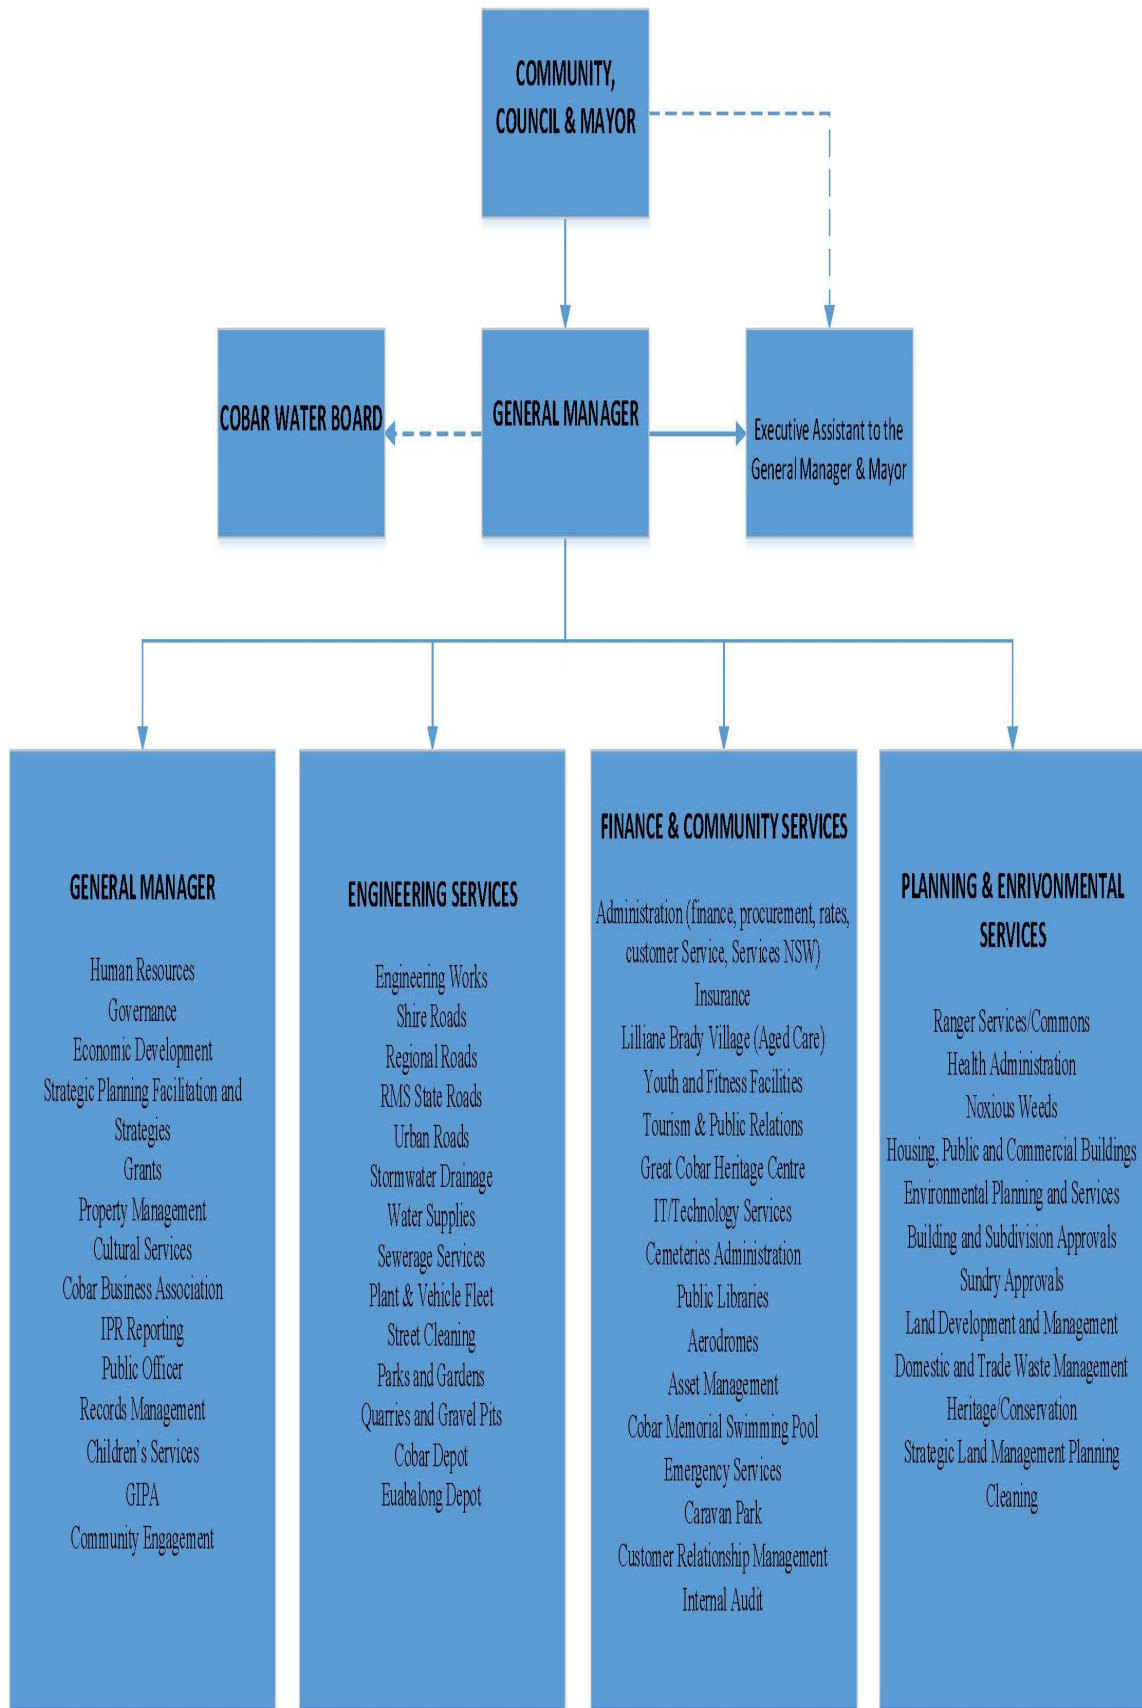 COMMUNITY,
COUNCIL & MAYOR
COBAR WATER BOARD
GENERAL MANAGER
Executive Assistant to the
General Manager & Mayor
GENERAL MANAGER
Human Resources
Governance
Economic Development
Strategic Planning Facilitation and
Strategies
Grants
Property Management
Cultural Services
Cobar Business Association
IPR Reporting
Public Officer
Records Management
Children's Services
GIPA
Community Engagement
ENGINEERING SERVICES
Engineering Works
Shire Roads
Regional Roads
RMS State Roads
Urban Roads
Stormwater Drainage
Water Supplies
Sewerage Services
Plant & Vehicle Fleet
Street Cleaning
Parks and Gardens
Quarries and Gravel Pits
Cobar Depot
Euabalong Depot
FINANCE & COMMUNITY SERVICES
Administration (finance, procurement, rates,
customer Service, Services NSW)
Insurance
Lilliane Brady Village (Aged Care)
Youth and Fitness Facilities
Tourism & Public Relations
Great Cobar Heritage Centre
IT/Technology Services
Cemeteries Administration
Public Libraries
Aerodromes
Asset Management
Cobar Memorial Swimming Pool
Emergency Services
Caravan Park
Customer Relationship Management
Internal Audit
PLANNING & ENRIVONMENTAL
SERVICES
Ranger Services/Commons
Health Administration
Noxious Weeds
Housing, Public and Commercial Buildings
Environmental Planning and Services
Building and Subdivision Approvals
Sundry Approvals
Land Development and Management
Domestic and Trade Waste Management
Heritage/Conservation
Strategic Land Management Planning
Cleaning